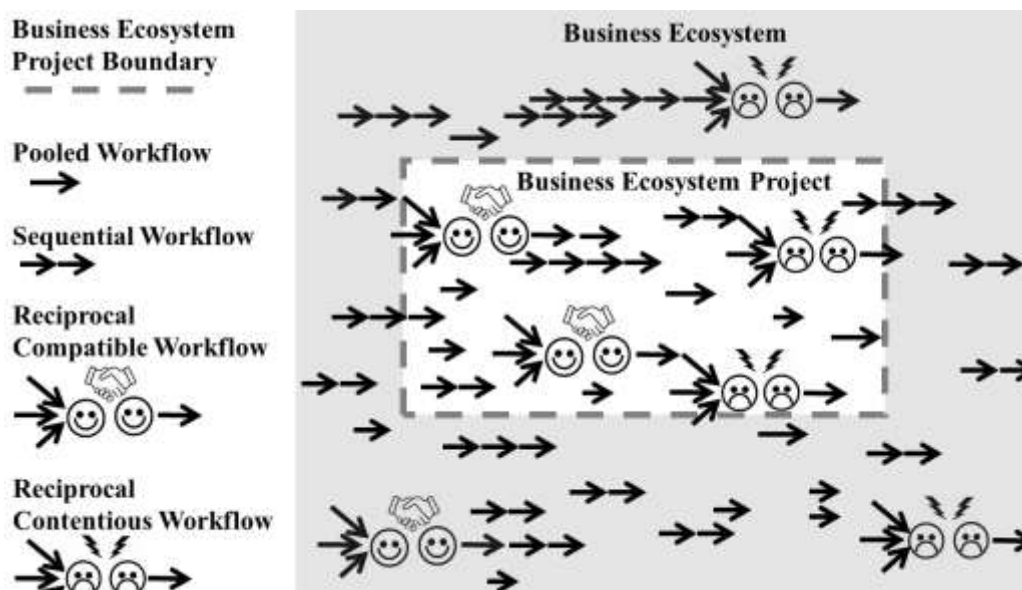 Business Ecosystem
Project Boundary
Pooled Workflow
Sequential Workflow
Reciprocal
Compatible Workflow
Reciprocal
Contentious Workflow
Business Ecosystem
Business Ecosystem Project